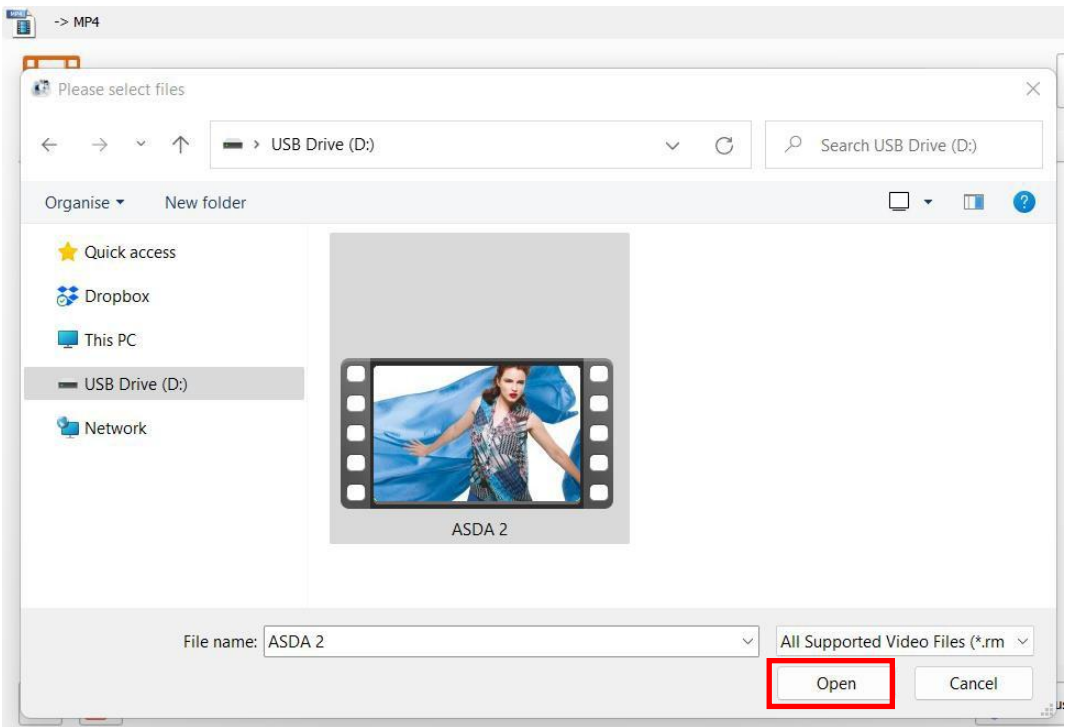 -> MP4
Please select files
USB Drive (D:)
Search USB Drive (D:)
Organise
New folder
Quick access
Dropbox
This PC
USB Drive (D:)
Network
ASDA 2
File name: ASDA 2
All Supported Video Files (*.rm
Open
Cancel